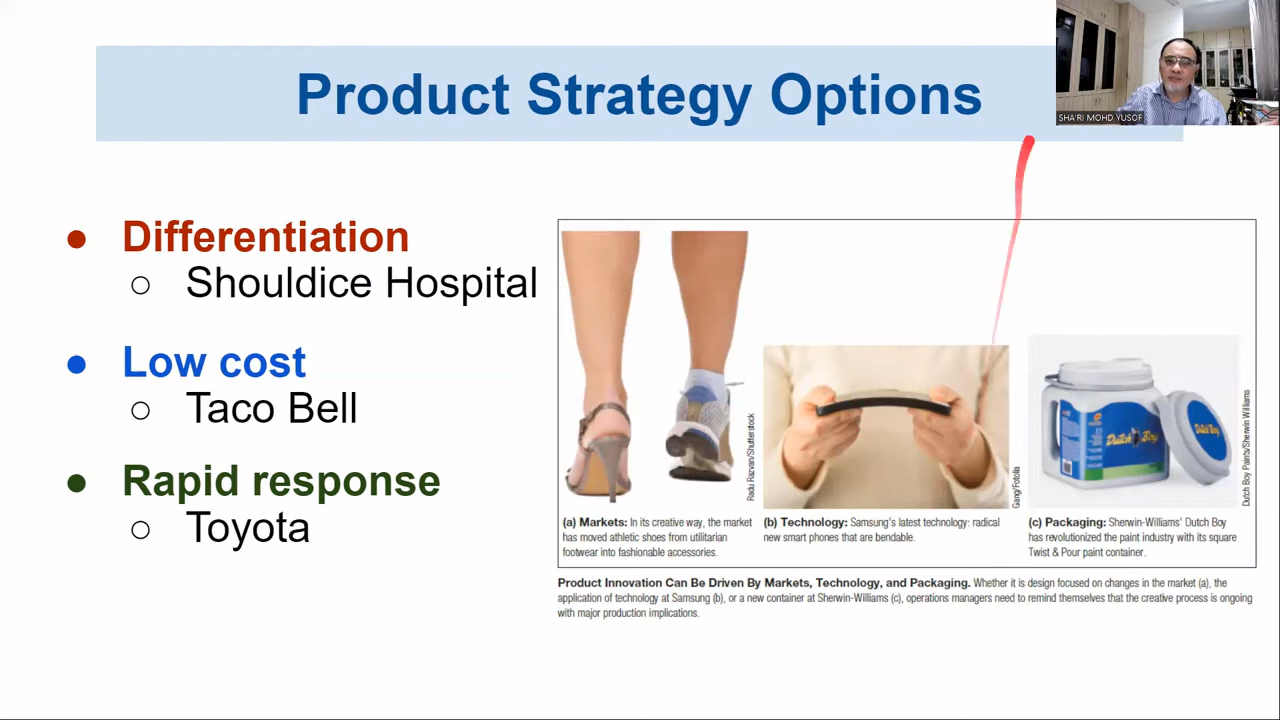 Product Strategy Options
SHA'RI MOHD YUSOF
● Differentiation
○ Shouldice Hospital
● Low cost
○ Taco Bell
● Rapid response
○ Toyota
Radu Razvan/Shutterstock
Gang/Fotolia
Dutch Boy
Dutch Boy
Dutch Boy Paints/Sherwin Williams
(a) Markets: In its creative way, the market
has moved athletic shoes from utilitarian
footwear into fashionable accessories.
(b) Technology: Samsung's latest technology: radical
new smart phones that are bendable.
(c) Packaging: Sherwin-Williams' Dutch Boy
has revolutionized the paint industry with its square
Twist & Pour paint container.
Product Innovation Can Be Driven By Markets, Technology, and Packaging. Whether it is design focused on changes in the market (a), the
application of technology at Samsung (b), or a new container at Sherwin-Williams (c), operations managers need to remind themselves that the creative process is ongoing
with major production implications.